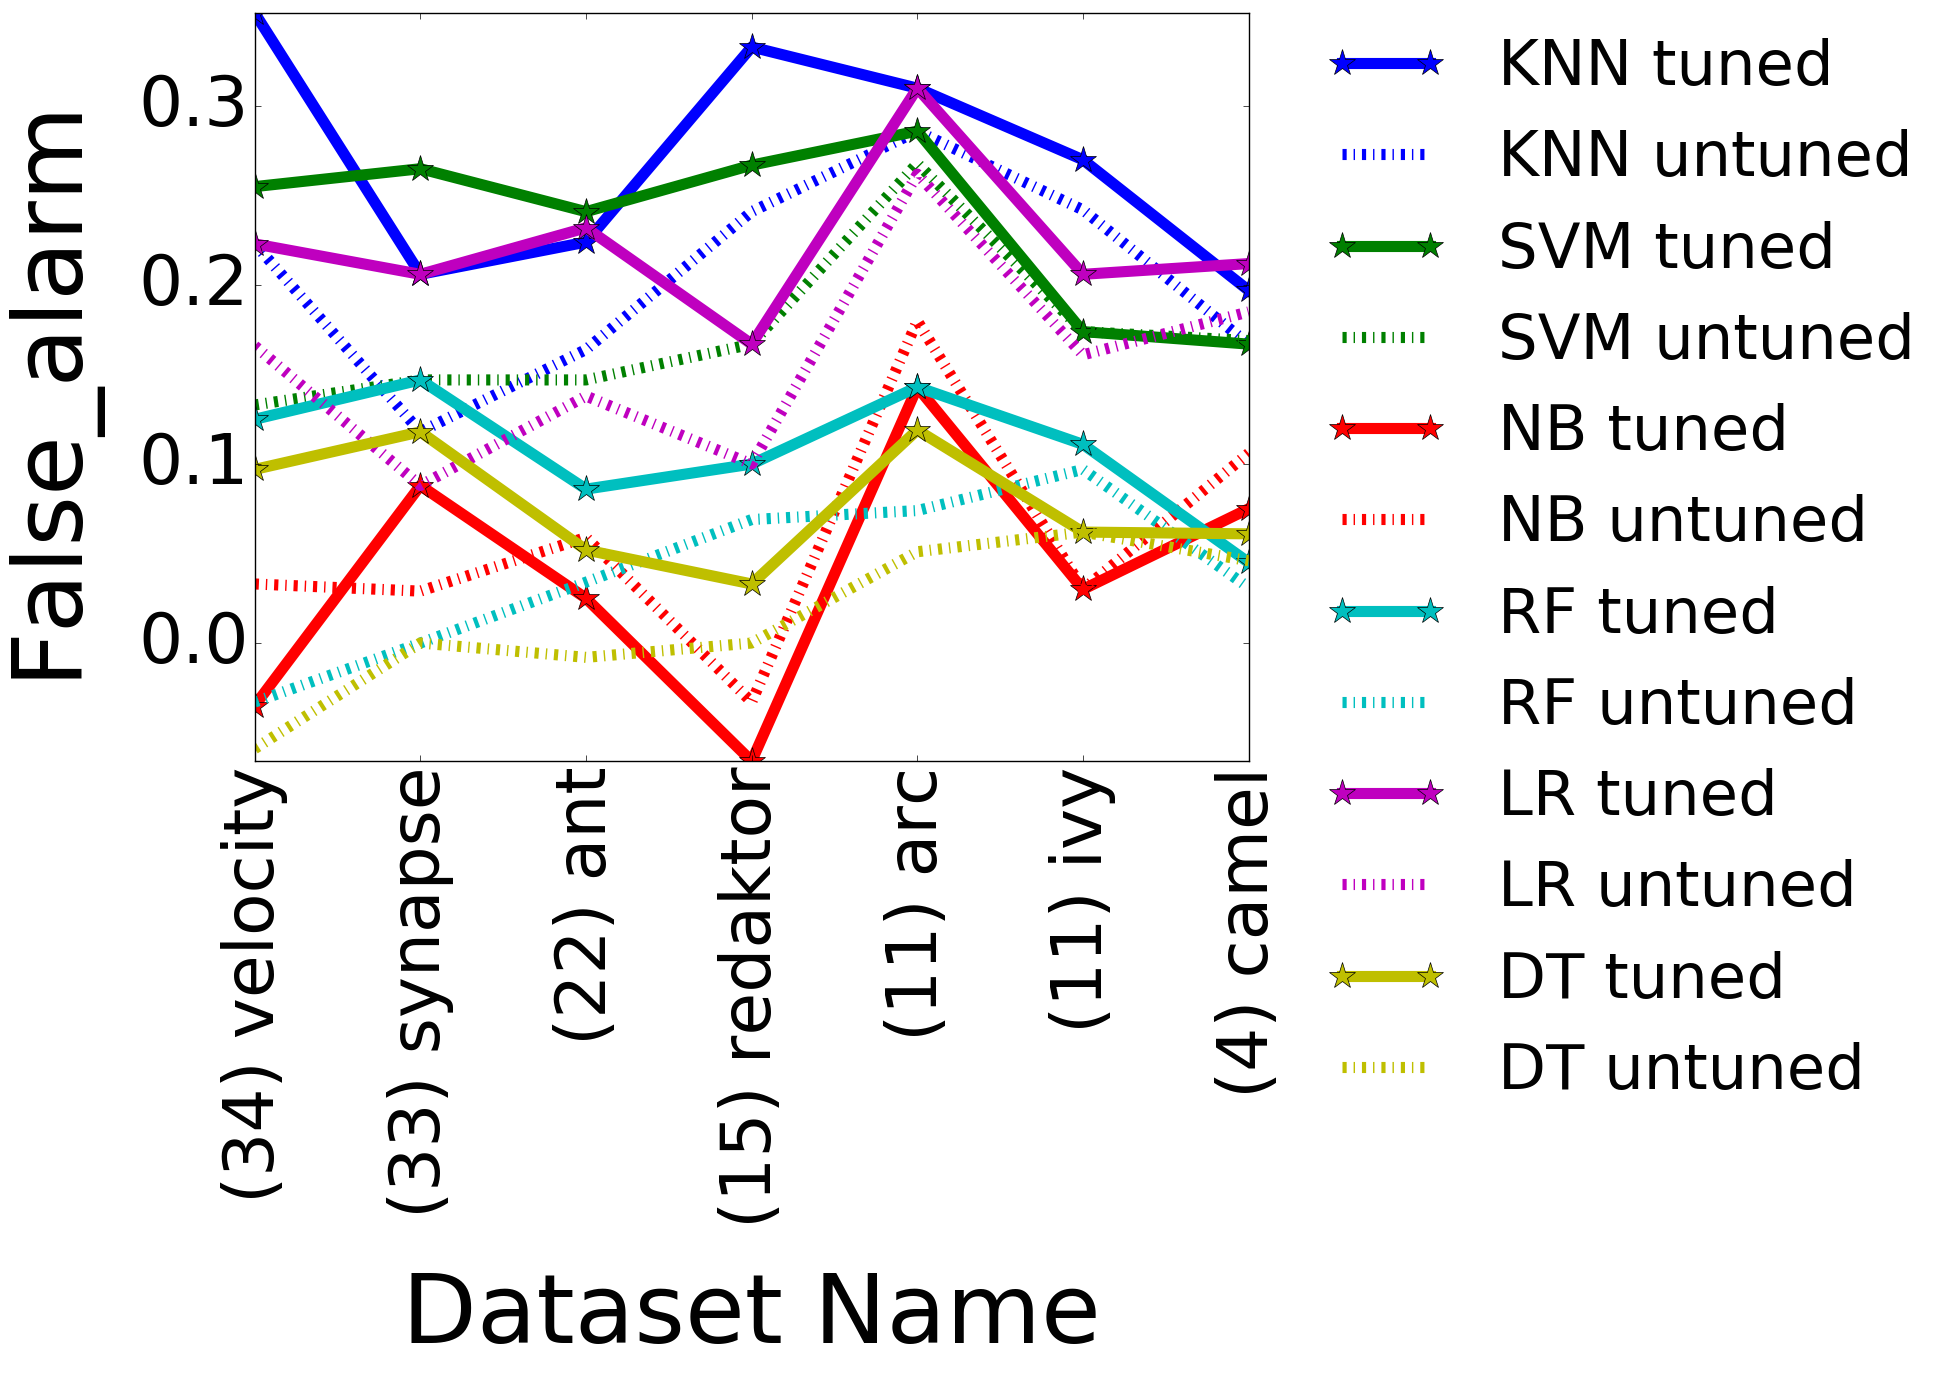 False_alarm
0.3
0.2
0.1
0.0
(34) velocity
(33) synapse
(22) ant
(15) redaktor
(11) arc
(11) ivy
(4) camel
Dataset Name
KNN tuned
KNN untuned
SVM tuned
SVM untuned
NB tuned
NB untuned
RF tuned
RF untuned
LR tuned
LR untuned
DT tuned
DT untuned